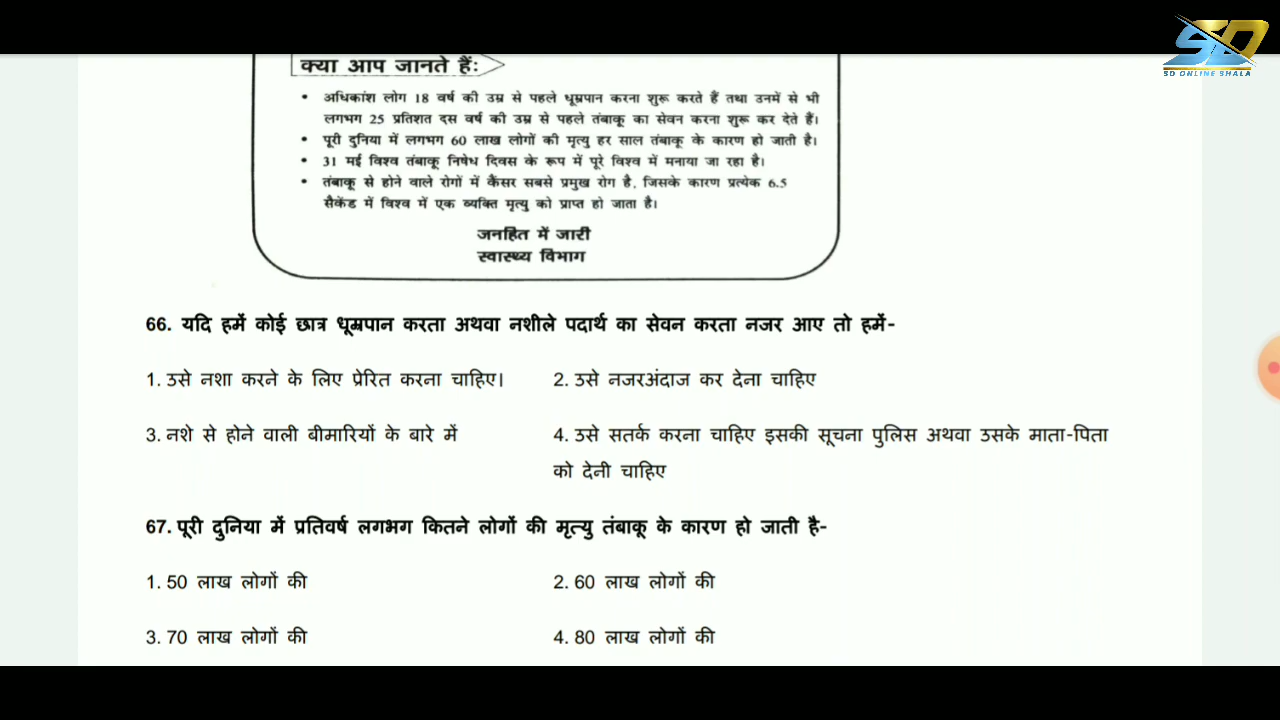 SD
SD ONLINE SHALA
क्या आप जानते हैंः
• अधिकांश लोग 18 वर्ष की उम्र से पहले धूम्रपान करना शुरू करते हैं तथा उनमें से भी
लगभग 25 प्रतिशत दस वर्ष की उम्र से पहले तंबाकू का सेवन करना शुरू कर देते हैं।
• पूरी दुनिया में लगभग 60 लाख लोगों की मृत्यु हर साल तंबाकू के कारण हो जाती है।
• 31 मई विश्व तंबाकू निषेध दिवस के रूप में पूरे विश्व में मनाया जा रहा है।
• तंबाकू से होने वाले रोगों में कैंसर सबसे प्रमुख रोग है, जिसके कारण प्रत्येक 6.5
सैकेंड में विश्व में एक व्यक्ति मृत्यु को प्राप्त हो जाता है।
जनहित में जारी
स्वास्थ्य विभाग
66. यदि हमें कोई छात्र धूम्रपान करता अथवा नशीले पदार्थ का सेवन करता नजर आए तो हमें-
1. उसे नशा करने के लिए प्रेरित करना चाहिए। 2. उसे नजरअंदाज कर देना चाहिए
3. नशे से होने वाली बीमारियों के बारे में 4. उसे सतर्क करना चाहिए इसकी सूचना पुलिस अथवा उसके माता-पिता
को देनी चाहिए
67. पूरी दुनिया में प्रतिवर्ष लगभग कितने लोगों की मृत्यु तंबाकू के कारण हो जाती है-
1. 50 लाख लोगों की 2. 60 लाख लोगों की
3. 70 लाख लोगों की 4. 80 लाख लोगों की